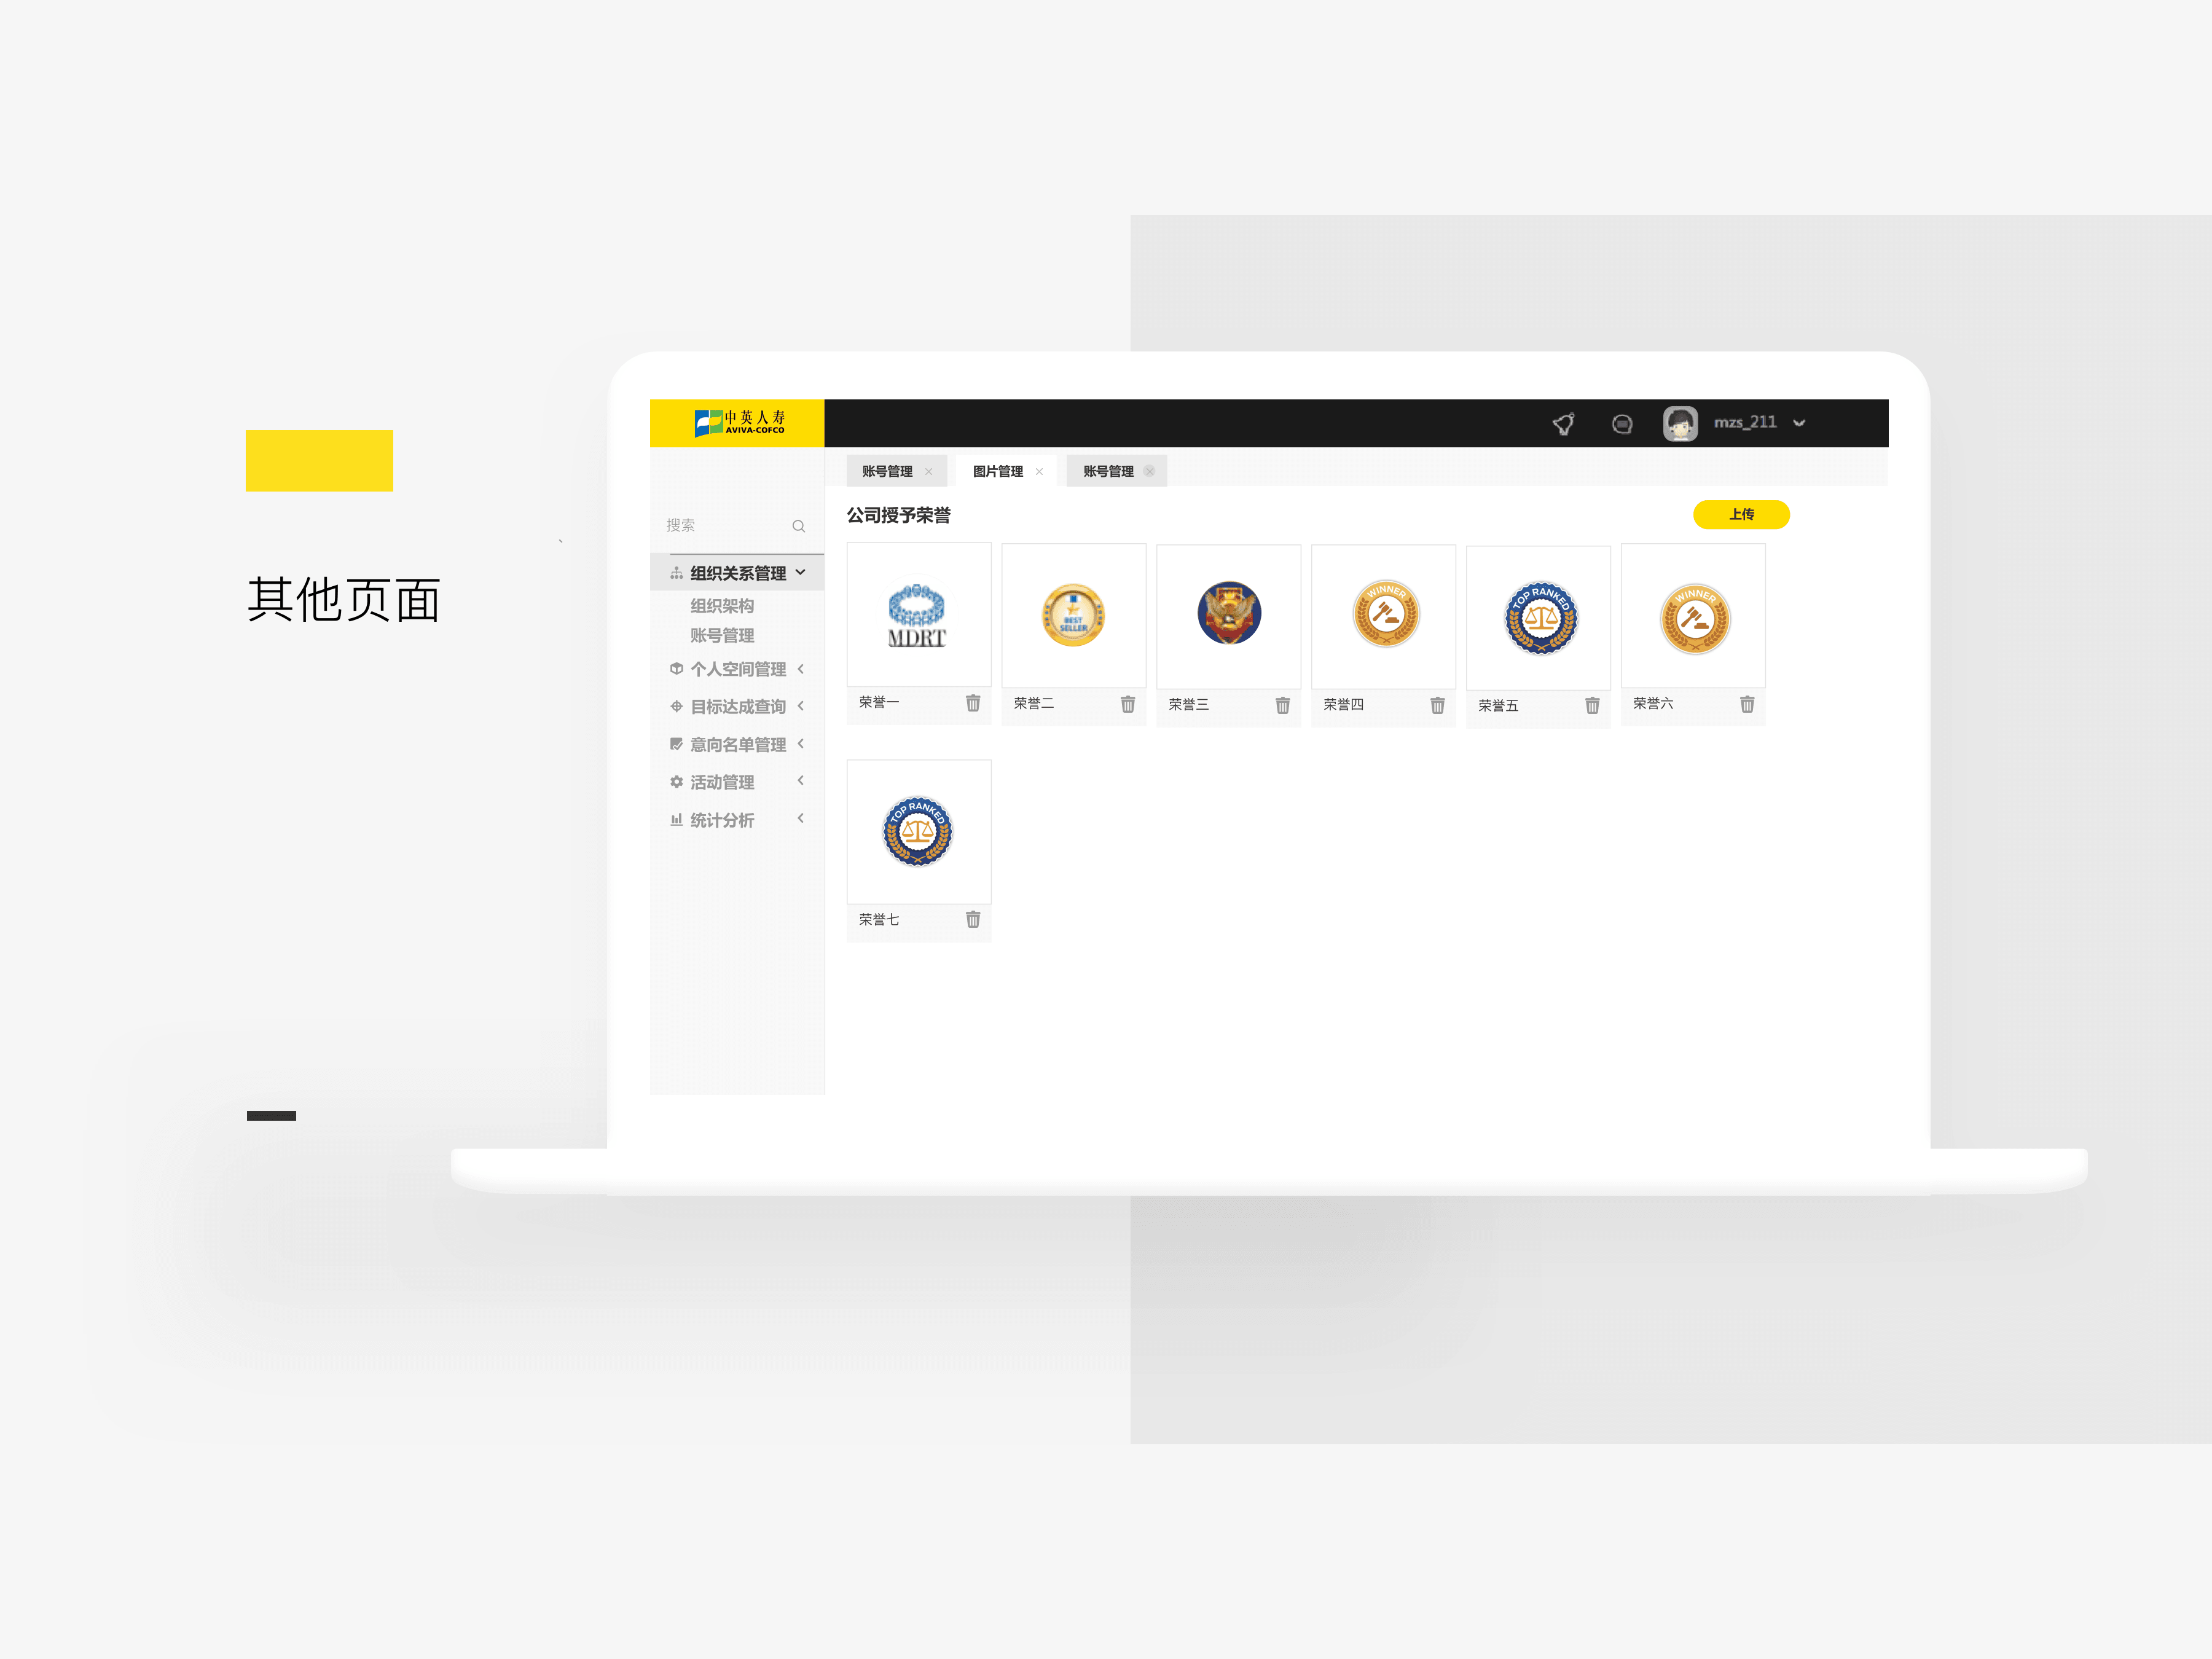 中英人寿
AVIVA-COFCO
mzs_211
账号管理
图片管理
账号管理
搜索
公司授予荣誉
上传
其他页面
组织关系管理
组织架构
账号管理
个人空间管理
目标达成查询
意向名单管理
活动管理
统计分析
MDRT
BEST
SELLER
WINNER
TOP RANKED
WINNER
荣誉一
荣誉二
荣誉三
荣誉四
荣誉五
荣誉六
TOP RANKED
荣誉七